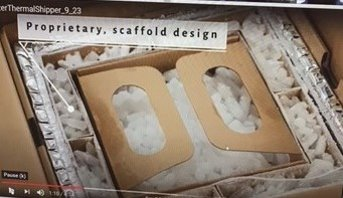 terThermalShipper_9_23
Proprietary, scaffold design
Pause (k)